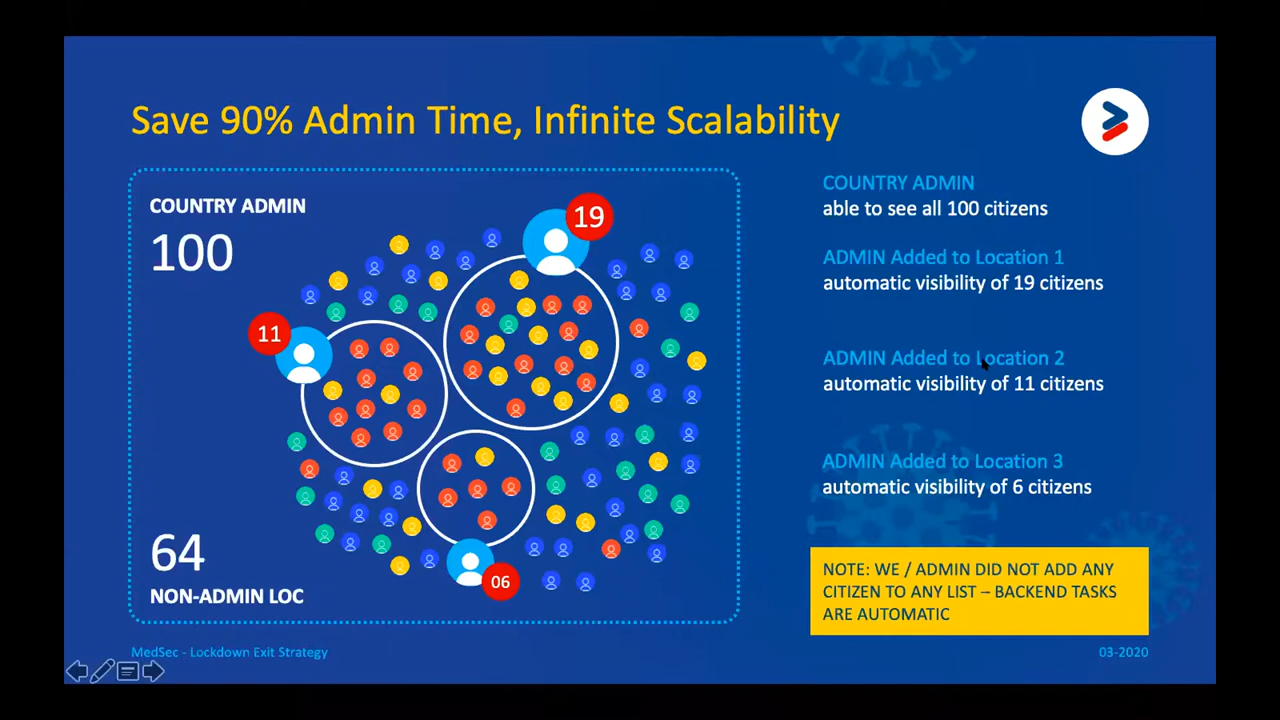 Save 90% Admin Time, Infinite Scalability
COUNTRY ADMIN
100
19
11
06
64
NON-ADMIN LOC
COUNTRY ADMIN
able to see all 100 citizens
ADMIN Added to Location 1
automatic visibility of 19 citizens
ADMIN Added to Location 2
automatic visibility of 11 citizens
ADMIN Added to Location 3
automatic visibility of 6 citizens
NOTE: WE / ADMIN DID NOT ADD ANY
CITIZEN TO ANY LIST – BACKEND TASKS
ARE AUTOMATIC
MedSec - Lockdown Exit Strategy
03-2020